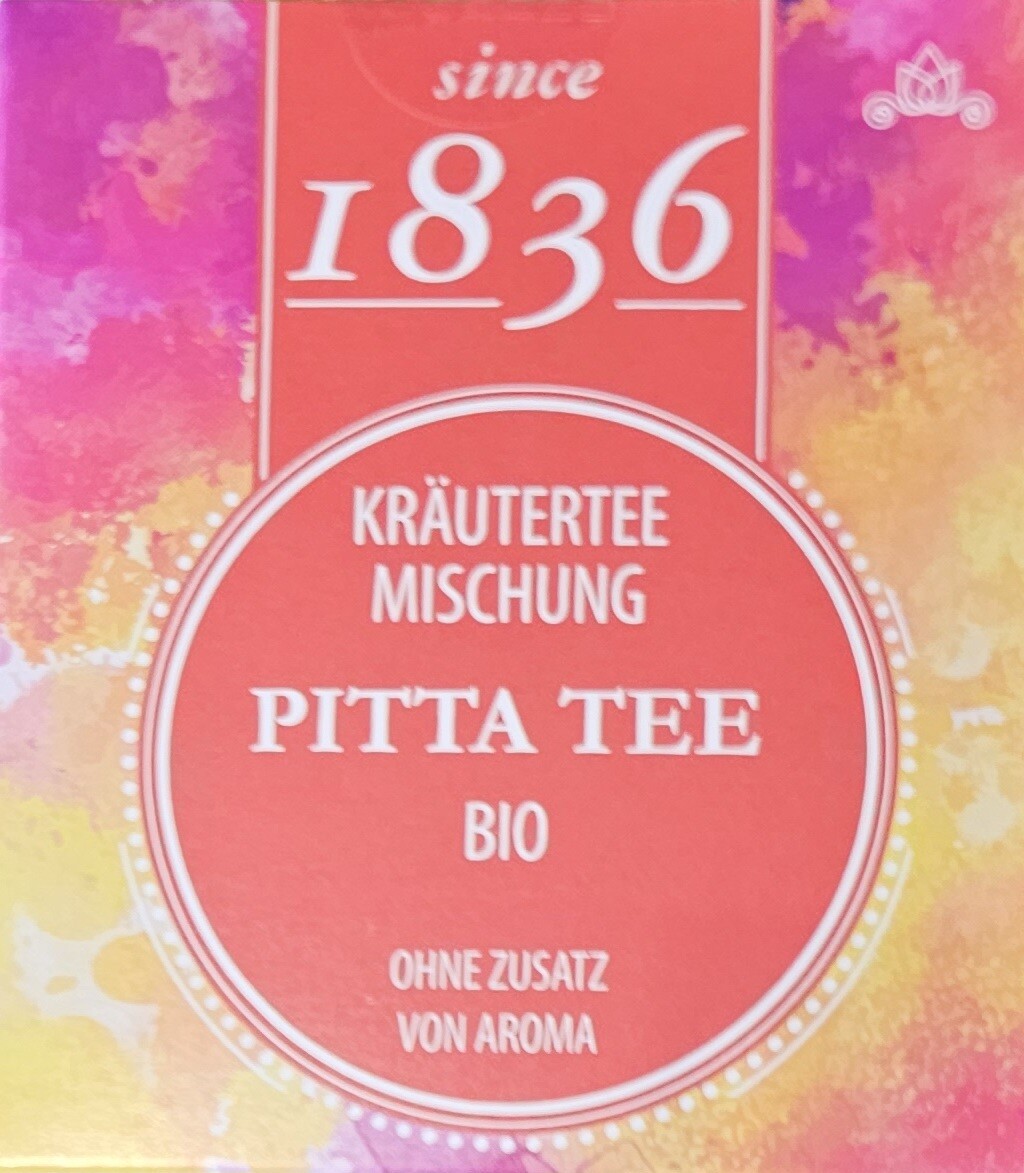 since
1836
KRÄUTERTEE
MISCHUNG
PITTA TEE
BIO
OHNE ZUSATZ
VON AROMA